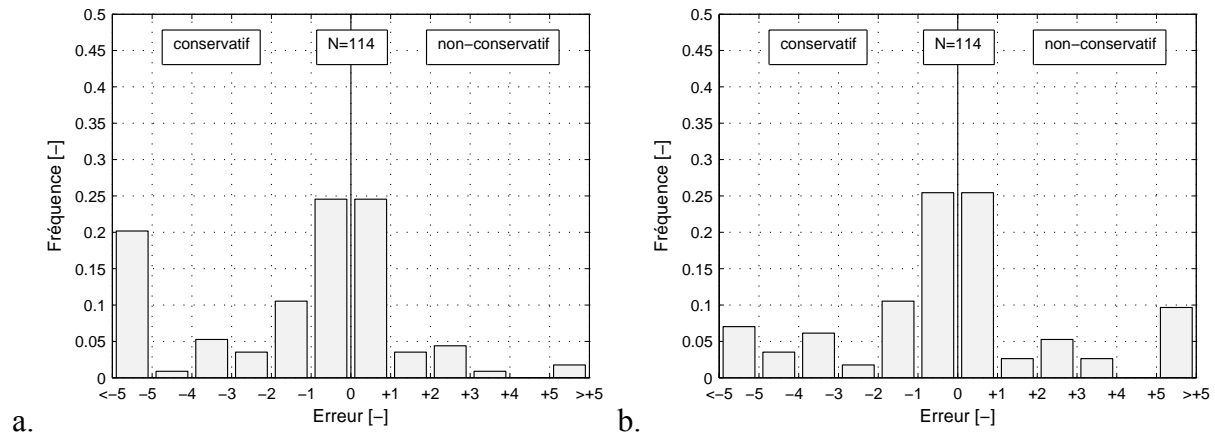 0.5
0.45
0.4
0.35
0.3
0.25
0.2
0.15
0.1
0.05
0
Fréquence [−]
conservatif
N=114
non−conservatif
<−5 −5 −4 −3 −2 −1 0 +1 +2 +3 +4 +5 >+5
Erreur [−]
a.
0.5
0.45
0.4
0.35
0.3
0.25
0.2
0.15
0.1
0.05
0
Fréquence [−]
conservatif
N=114
non−conservatif
<−5 −5 −4 −3 −2 −1 0 +1 +2 +3 +4 +5 >+5
Erreur [−]
b.